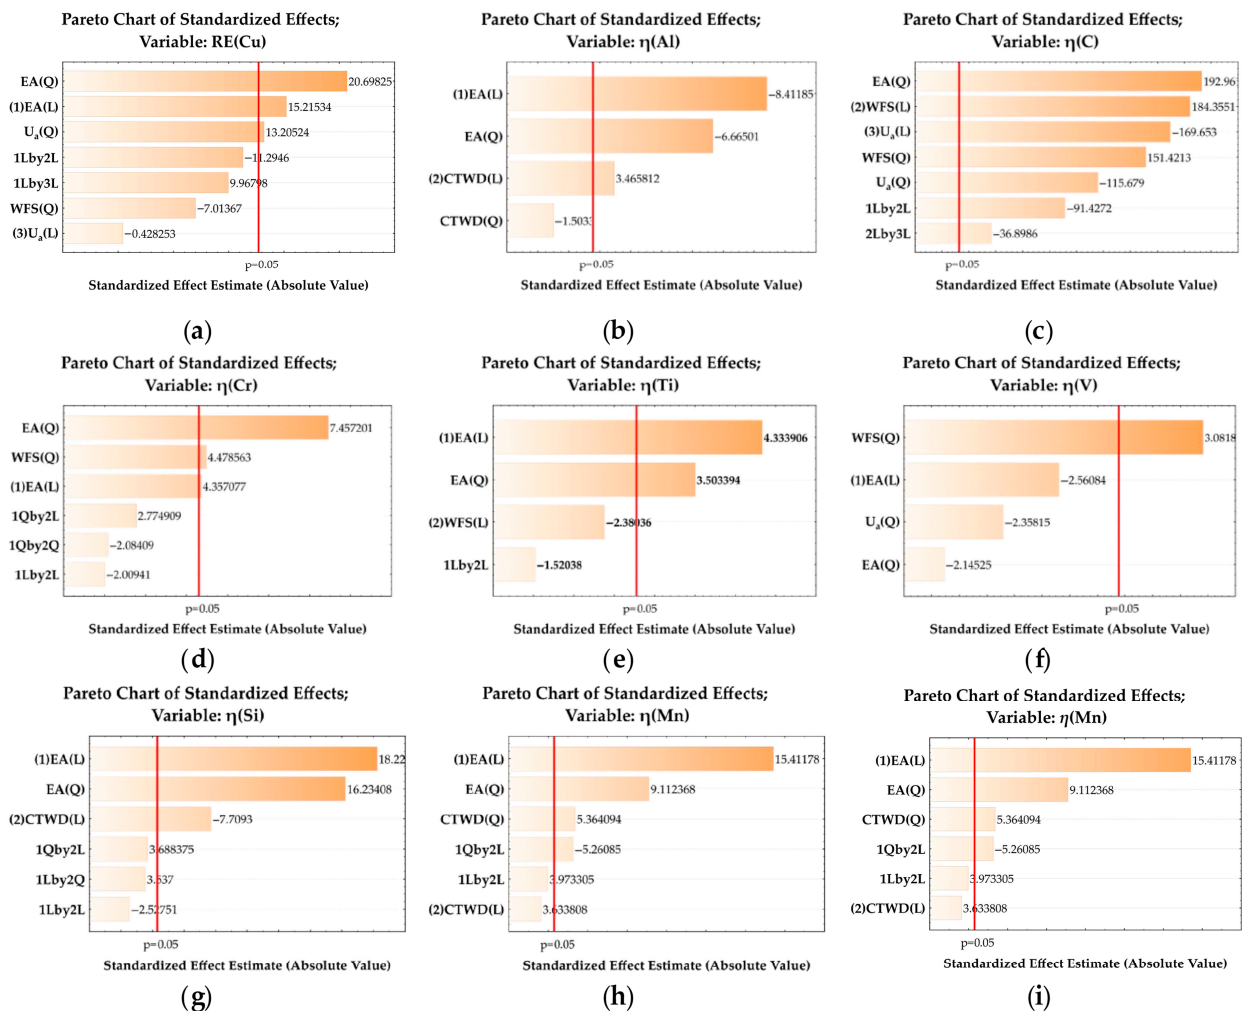 Pareto Chart of Standardized Effects;
Variable: RE(Cu)
EA(Q)
20.69825
(1)EA(L)
15.21534
Ua(Q)
13.20524
1Lby2L
−11.2946
1Lby3L
9.96798
WFS(Q)
−7.01367
(3)Ua(L)
−0.428253
p=0.05
Standardized Effect Estimate (Absolute Value)
(a)
Pareto Chart of Standardized Effects;
Variable: η(Al)
(1)EA(L)
−8.41185
EA(Q)
−6.66501
(2)CTWD(L)
3.465812
CTWD(Q)
−1.5033
p=0.05
Standardized Effect Estimate (Absolute Value)
(b)
Pareto Chart of Standardized Effects;
Variable: η(C)
EA(Q)
192.96
(2)WFS(L)
184.3551
(3)Ua(L)
−169.653
WFS(Q)
151.4213
Ua(Q)
−115.679
1Lby2L
−91.4272
2Lby3L
−36.8986
p=0.05
Standardized Effect Estimate (Absolute Value)
(c)
Pareto Chart of Standardized Effects;
Variable: η(Cr)
EA(Q)
7.457201
WFS(Q)
4.478563
(1)EA(L)
4.357077
1Qby2L
2.774909
1Qby2Q
−2.08409
1Lby2L
−2.00941
p=0.05
Standardized Effect Estimate (Absolute Value)
(d)
Pareto Chart of Standardized Effects;
Variable: η(Ti)
(1)EA(L)
4.333906
EA(Q)
3.503394
(2)WFS(L)
−2.38036
1Lby2L
−1.52038
p=0.05
Standardized Effect Estimate (Absolute Value)
(e)
Pareto Chart of Standardized Effects;
Variable: η(V)
WFS(Q)
3.0818
(1)EA(L)
−2.56084
Ua(Q)
−2.35815
EA(Q)
−2.14525
p=0.05
Standardized Effect Estimate (Absolute Value)
(f)
Pareto Chart of Standardized Effects;
Variable: η(Si)
(1)EA(L)
18.22
EA(Q)
16.23408
(2)CTWD(L)
−7.7093
1Qby2L
3.688375
1Lby2Q
3.537
1Lby2L
−2.52751
p=0.05
Standardized Effect Estimate (Absolute Value)
(g)
Pareto Chart of Standardized Effects;
Variable: η(Mn)
(1)EA(L)
15.41178
EA(Q)
9.112368
CTWD(Q)
5.364094
1Qby2L
−5.26085
1Lby2L
3.973305
(2)CTWD(L)
3.633808
p=0.05
Standardized Effect Estimate (Absolute Value)
(h)
Pareto Chart of Standardized Effects;
Variable: η(Mn)
(1)EA(L)
15.41178
EA(Q)
9.112368
CTWD(Q)
5.364094
1Qby2L
−5.26085
1Lby2L
3.973305
(2)CTWD(L)
3.633808
p=0.05
Standardized Effect Estimate (Absolute Value)
(i)